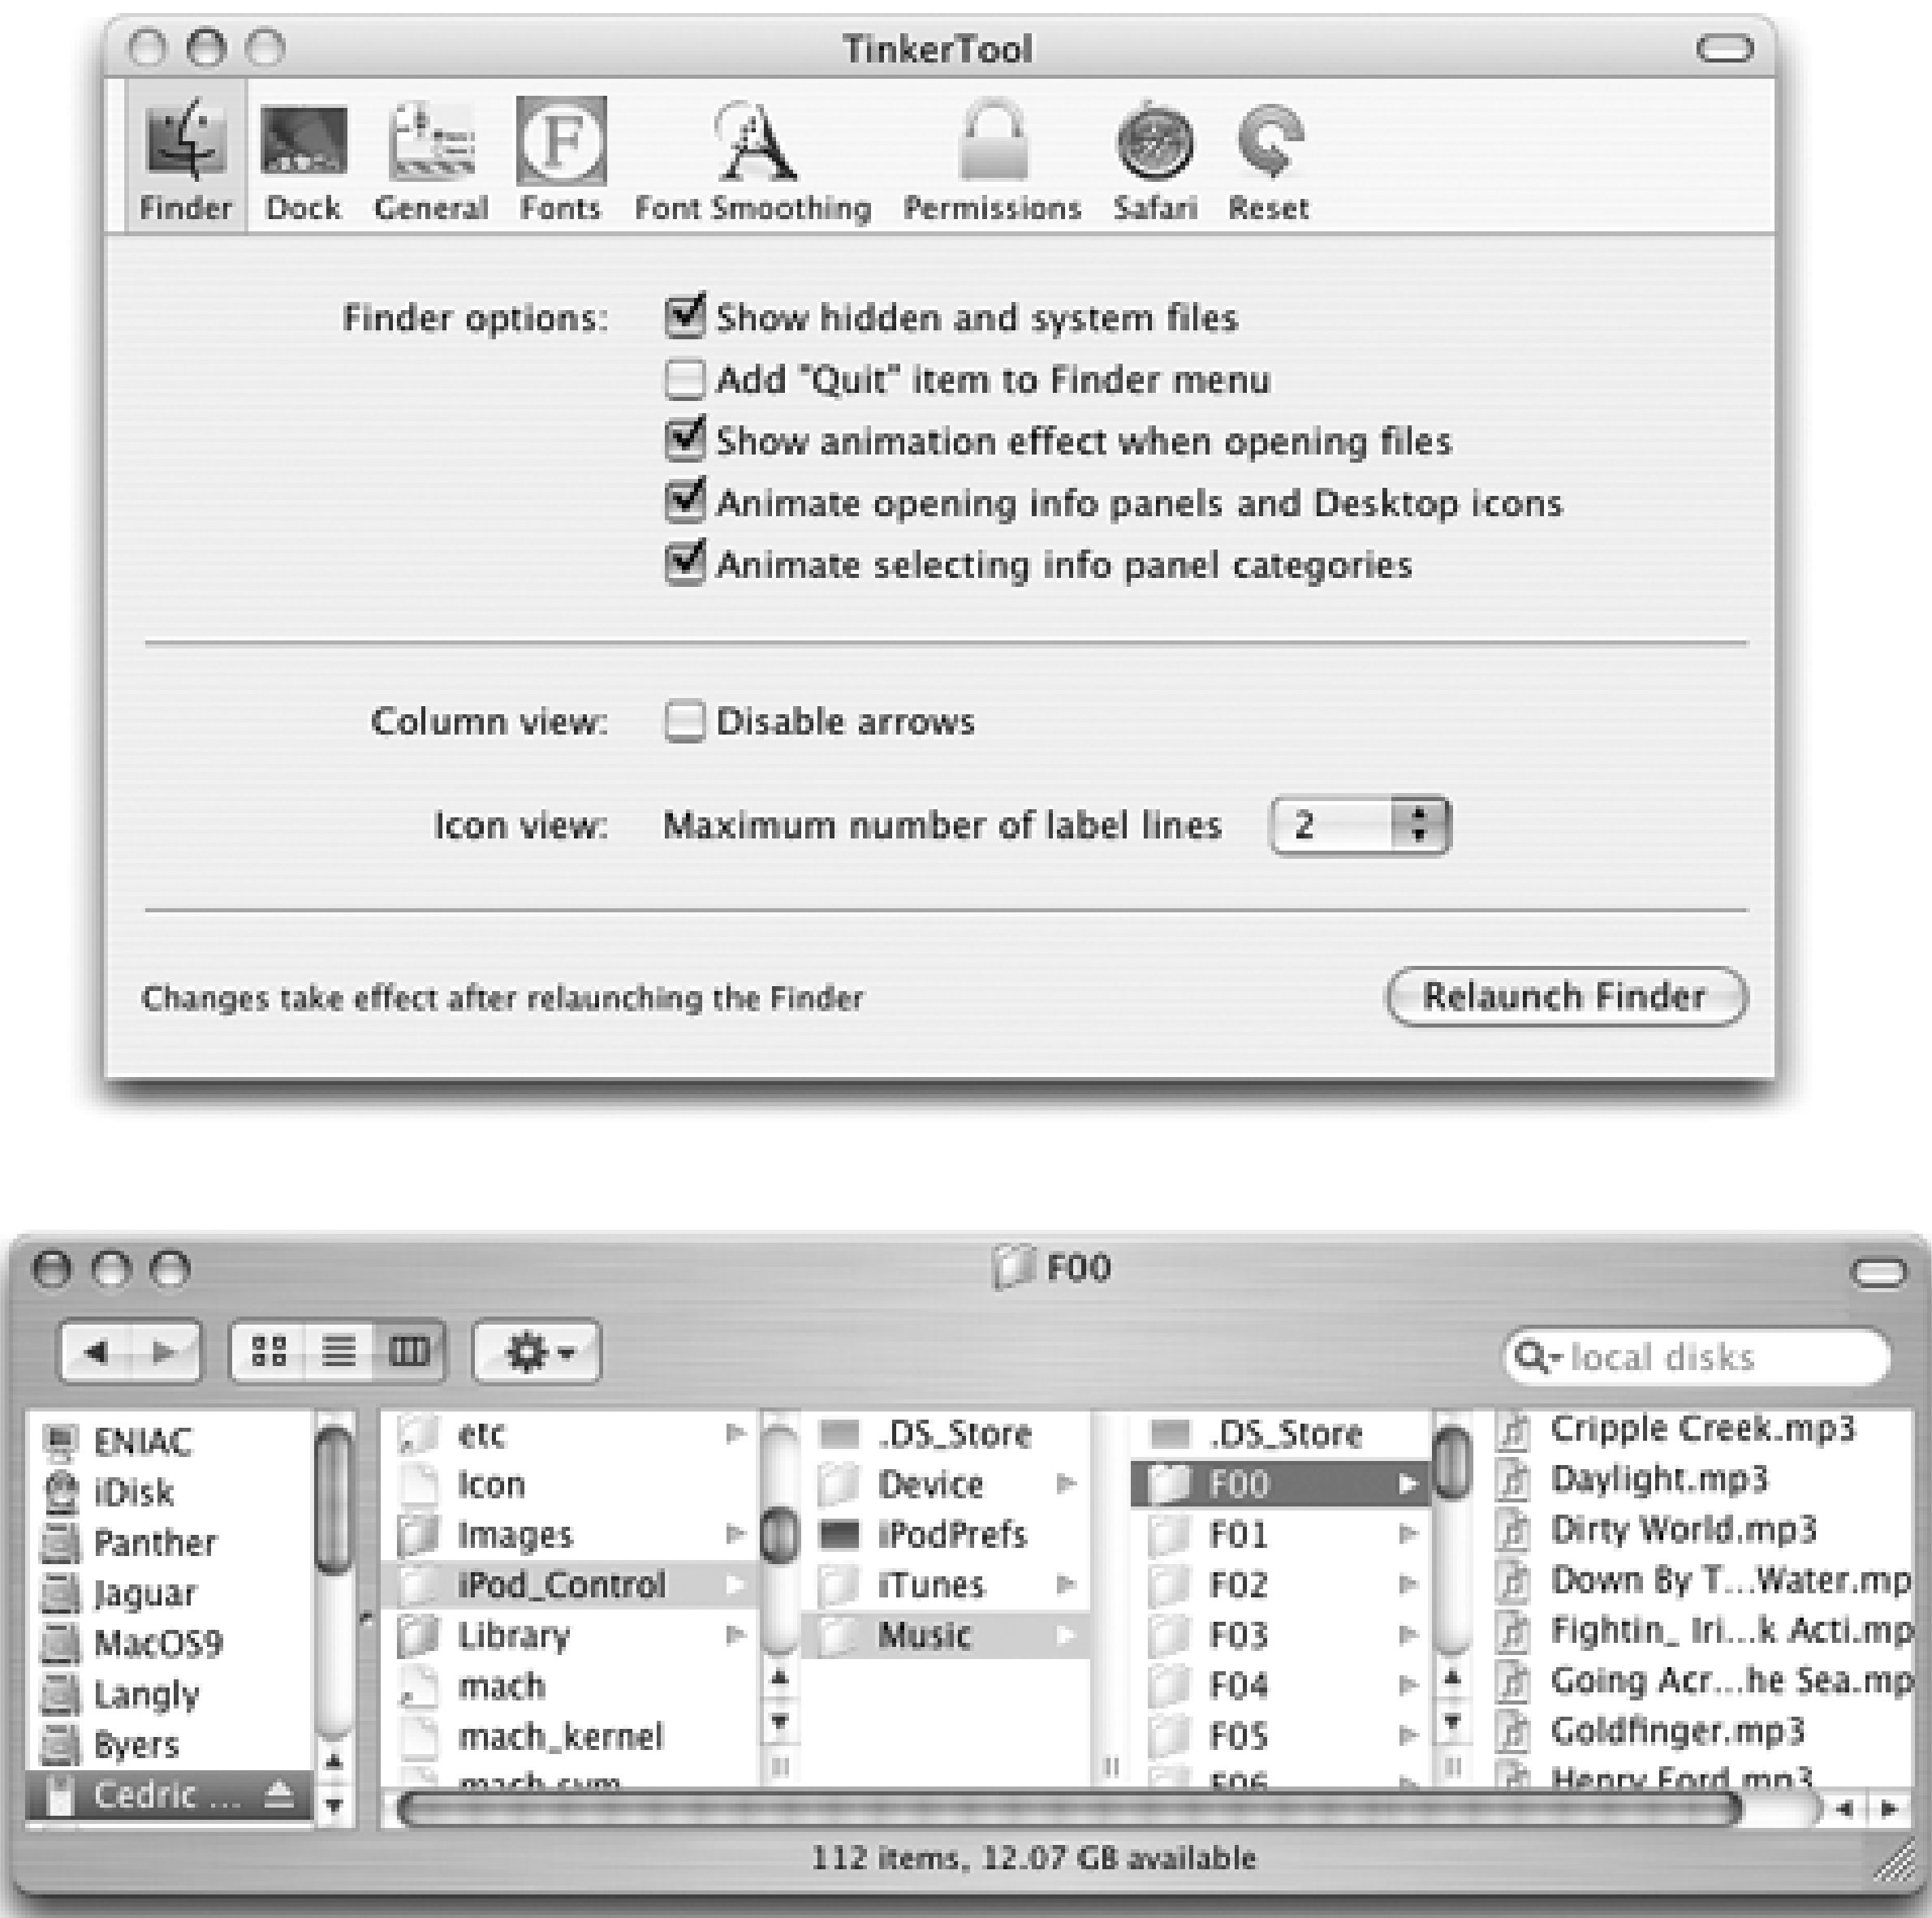 TinkerTool
Finder Dock General Fonts Font Smoothing Permissions Safari Reset
Finder options: Show hidden and system files
Add "Quit" item to Finder menu
Show animation effect when opening files
Animate opening info panels and Desktop icons
Animate selecting info panel categories
Column view: Disable arrows
Icon view: Maximum number of label lines 2
Changes take effect after relaunching the Finder Relaunch Finder
F00
local disks
ENIAC
iDisk
Panther
Jaguar
MacOS9
Langly
Byers
Cedric ...
etc
Icon
Images
iPod_Control
Library
mach
mach_kernel
mach.sym
.DS_Store
Device
iPodPrefs
iTunes
Music
.DS_Store
F00
F01
F02
F03
F04
F05
F06
Cripple Creek.mp3
Daylight.mp3
Dirty World.mp3
Down By T...Water.mp
Fightin_ Iri...k Acti.mp
Going Acr...he Sea.mp
Goldfinger.mp3
Henry Ford.mp3
112 items, 12.07 GB available